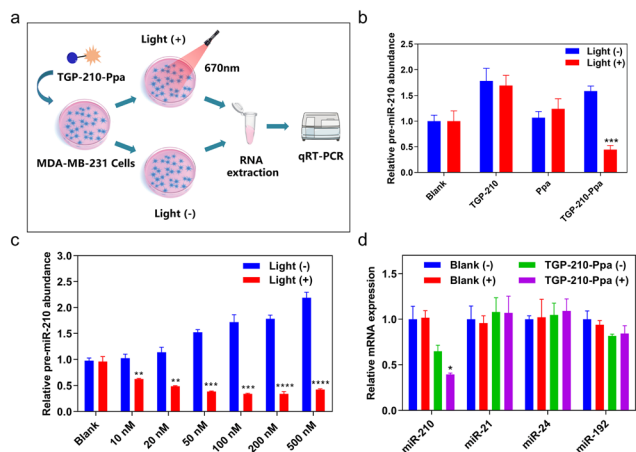 a
Light (+)
670nm
TGP-210-Ppa
MDA-MB-231 Cells
RNA
extraction
qRT-PCR
Light (-)
b
Relative pre-miR-210 abundance
2.5
2.0
1.5
1.0
0.5
0.0
Light (-)
Light (+)
***
Blank
TGP-210
Ppa
TGP-210-Ppa
c
Relative pre-miR-210 abundance
3.0
2.5
2.0
1.5
1.0
0.5
0.0
Light (-)
Light (+)
** ** *** *** **** ****
Blank
10 nM
20 nM
50 nM
100 nM
200 nM
500 nM
d
Relative mRNA expression
1.5
1.0
0.5
0.0
Blank (-) TGP-210-Ppa (-)
Blank (+) TGP-210-Ppa (+)
*
miR-210
miR-21
miR-24
miR-192